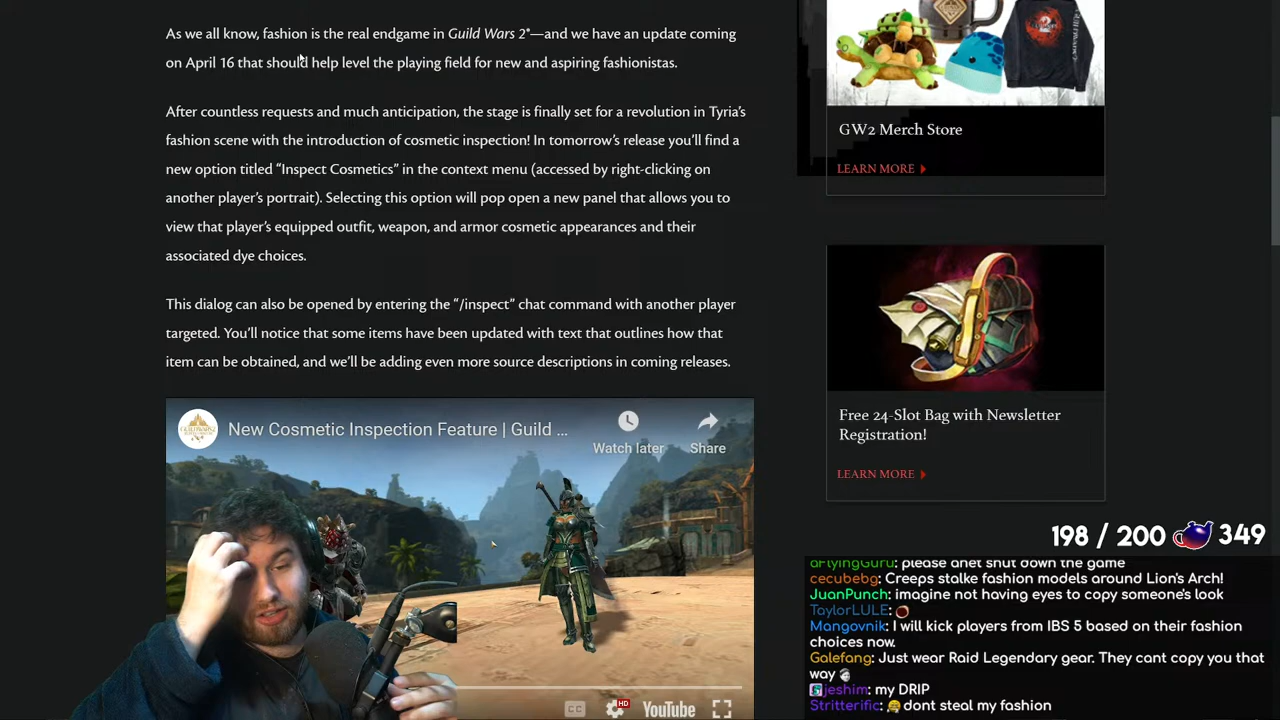 As we all know, fashion is the real endgame in Guild Wars 2*—and we have an update coming
on April 16 that should help level the playing field for new and aspiring fashionistas.
After countless requests and much anticipation, the stage is finally set for a revolution in Tyria's
fashion scene with the introduction of cosmetic inspection! In tomorrow's release you'll find a
new option titled “Inspect Cosmetics” in the context menu (accessed by right-clicking on
another player's portrait). Selecting this option will pop open a new panel that allows you to
view that player's equipped outfit, weapon, and armor cosmetic appearances and their
associated dye choices.
This dialog can also be opened by entering the “/inspect” chat command with another player
targeted. You'll notice that some items have been updated with text that outlines how that
item can be obtained, and we'll be adding even more source descriptions in coming releases.
New Cosmetic Inspection Feature | Guild ...
Watch later
Share
CC
HD
YouTube
GW2 Merch Store
LEARN MORE
Free 24-Slot Bag with Newsletter
Registration!
LEARN MORE
198 / 200
349
aFlyingGuru: please anet shut down the game
cecubebg: Creeps stalke fashion models around Lion's Arch!
JuanPunch: imagine not having eyes to copy someone's look
TaylorLULE:
Mangovnik: I will kick players from IBS 5 based on their fashion
choices now.
Galefang: Just wear Raid Legendary gear. They cant copy you that
way
jeshim: my DRIP
Stritterific: dont steal my fashion